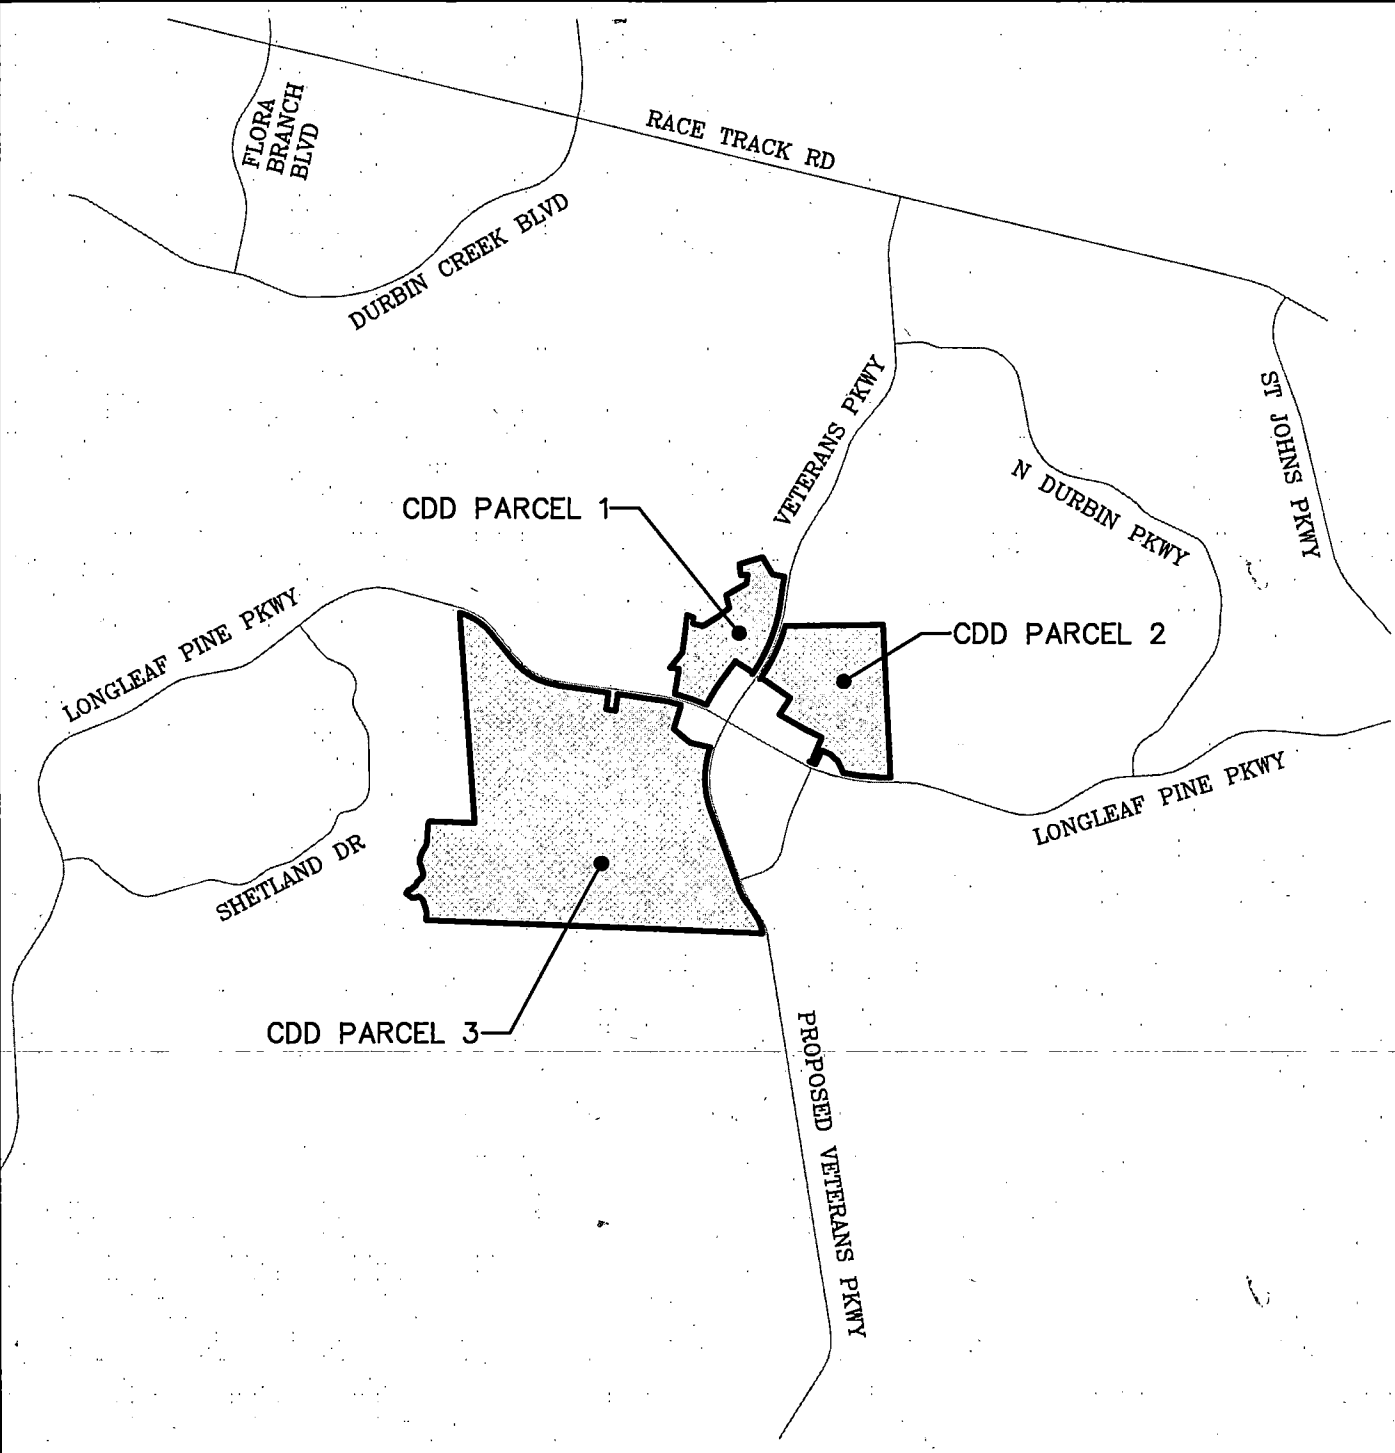 RACE TRACK RD
FLORA
BRANCH
BLVD
DURBIN CREEK BLVD
VETERANS PKWY
ST JOHNS PKWY
N DURBIN PKWY
CDD PARCEL 1
LONGLEAF PINE PKWY
CDD PARCEL 2
LONGLEAF PINE PKWY
SHETLAND DR
CDD PARCEL 3
PROPOSED VETERANS PKWY